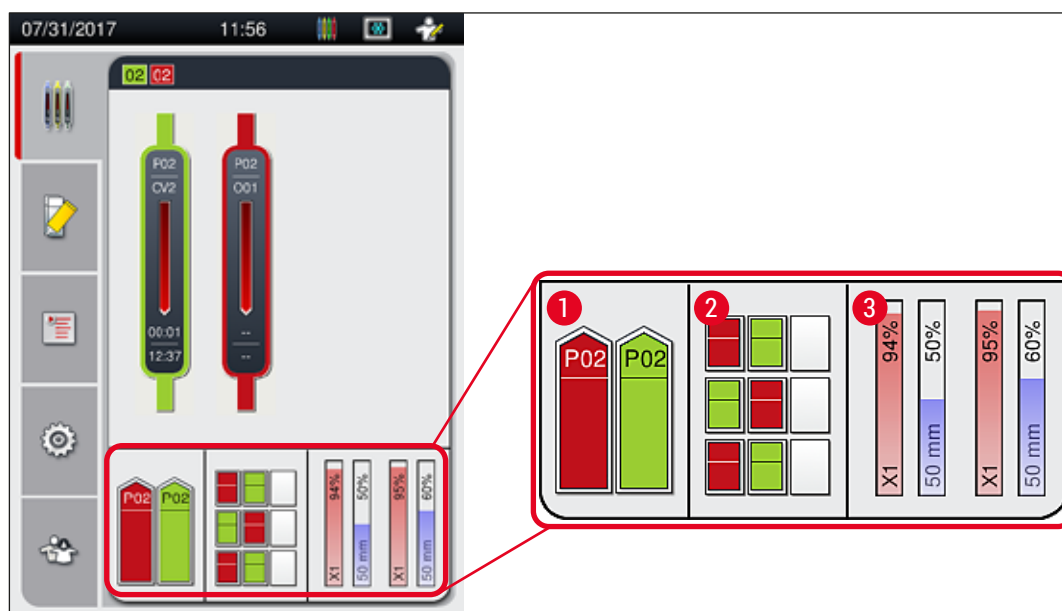 07/31/2017 11:56
02 02
P02 P02
CV2 O01
00:01 --
12:37 --
P02 P02
X1 94% 50 mm 50% X1 95% 50 mm 60%
1 2 3
P02 P02
X1 94% 50 mm 50% X1 95% 50 mm 60%